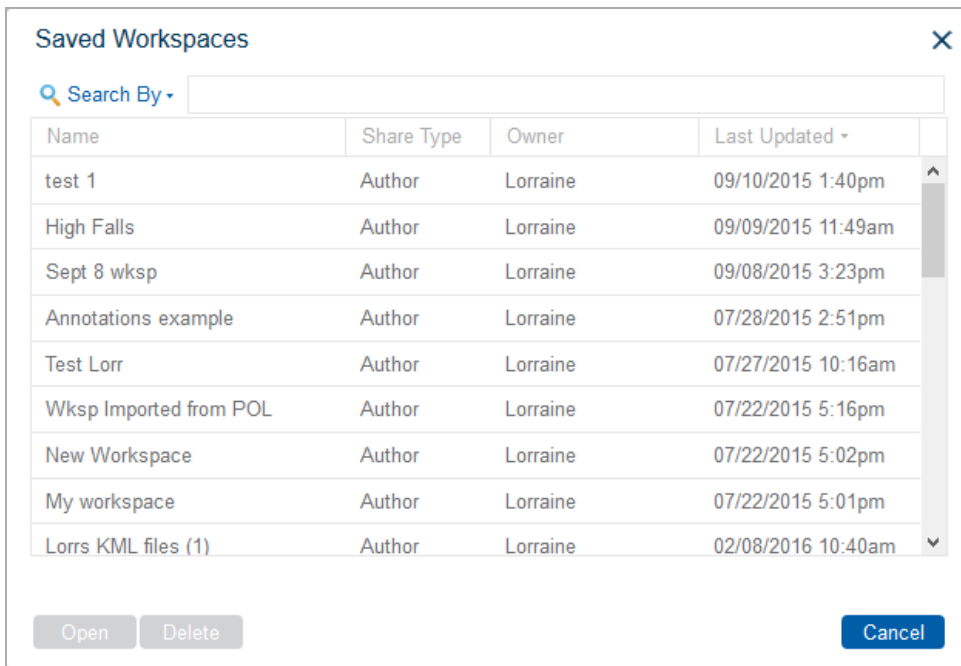 Saved Workspaces
Search By
Name Share Type Owner Last Updated
test 1 Author Lorraine 09/10/2015 1:40pm
High Falls Author Lorraine 09/09/2015 11:49am
Sept 8 wksp Author Lorraine 09/08/2015 3:23pm
Annotations example Author Lorraine 07/28/2015 2:51pm
Test Lorr Author Lorraine 07/27/2015 10:16am
Wksp Imported from POL Author Lorraine 07/22/2015 5:16pm
New Workspace Author Lorraine 07/22/2015 5:02pm
My workspace Author Lorraine 07/22/2015 5:01pm
Lorrs KML files (1) Author Lorraine 02/08/2016 10:40am
Open Delete Cancel